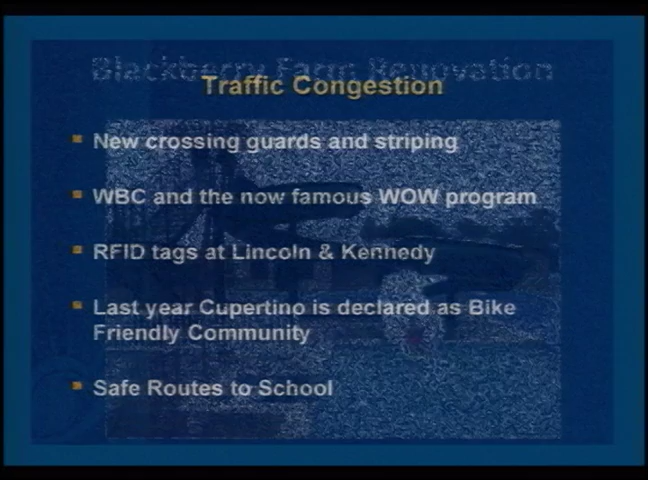 Blackberry Farm Renovation
Traffic Congestion
New crossing guards and striping
WBC and the now famous WOW program
RFID tags at Lincoln & Kennedy
Last year Cupertino is declared as Bike
Friendly Community
Safe Routes to School